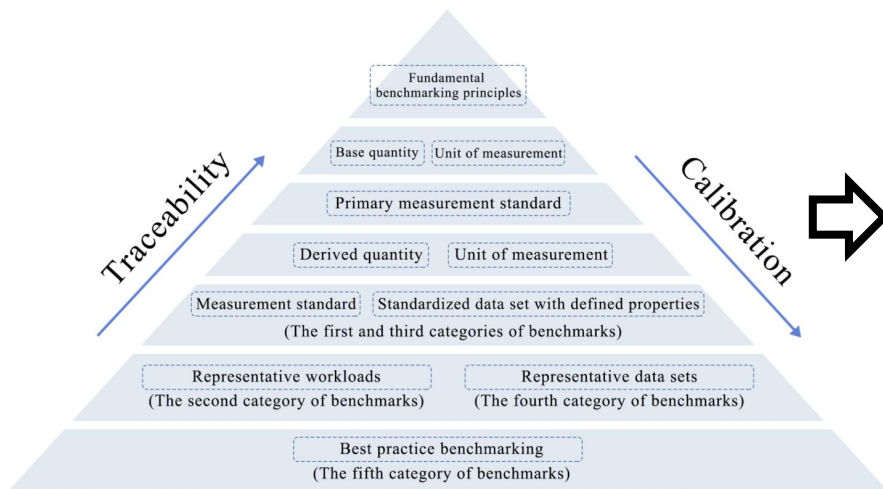 Fundamental
benchmarking principles
Base quantity Unit of measurement
Traceability
Calibration
Primary measurement standard
Derived quantity Unit of measurement
Measurement standard Standardized data set with defined properties
(The first and third categories of benchmarks)
Representative workloads Representative data sets
(The second category of benchmarks) (The fourth category of benchmarks)
Best practice benchmarking
(The fifth category of benchmarks)